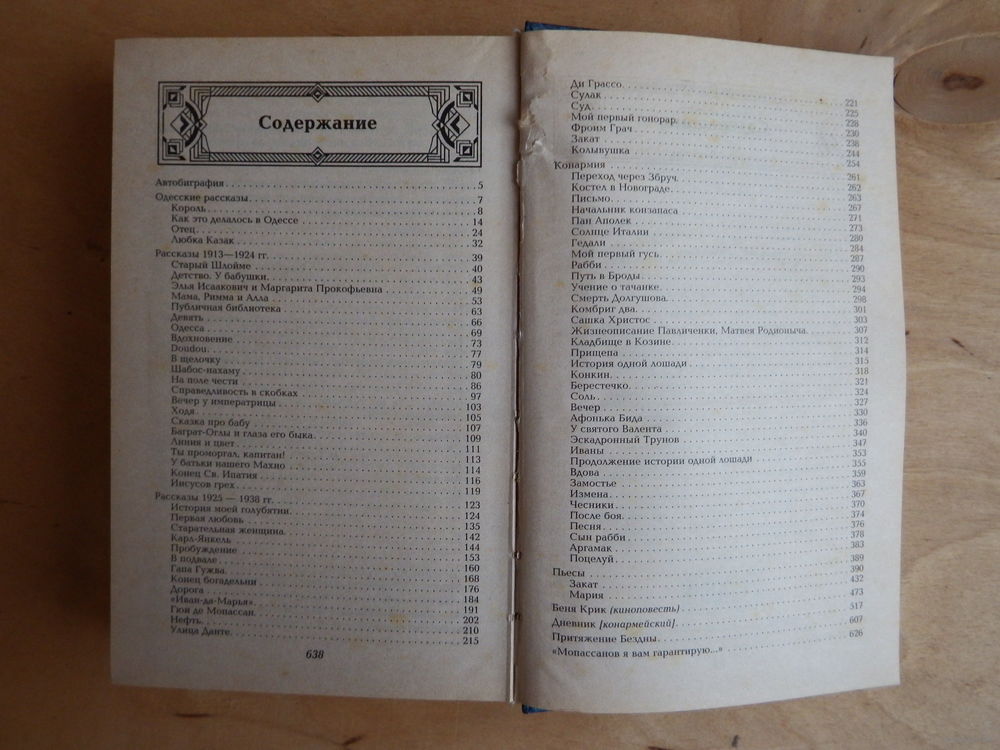 Содержание
Автобиография 5
Одесские рассказы 7
Король 8
Как это делалось в Одессе 14
Отец 24
Любка Казак 32
Рассказы 1913—1924 гг. 39
Старый Шлойме 40
Детство. У бабушки 43
Элья Исаакович и Маргарита Прокофьевна 49
Мама, Римма и Алла 53
Публичная библиотека 63
Девять 66
Одесса 69
Вдохновение 73
Doudou 77
В щелочку 79
Шабос-нахаму 80
На поле чести 86
Справедливость в скобках 97
Вечер у императрицы 103
Ходя 105
Сказка про бабу 107
Баграт-Оглы и глаза его быка 109
Линия и цвет 111
Ты проморгал, капитан! 113
У батьки нашего Махно 114
Конец Св. Ипатия 116
Иисусов грех 119
Рассказы 1925 — 1938 гг. 123
История моей голубятни 124
Первая любовь 135
Старательная женщина 142
Карл-Янкель 144
Пробуждение 153
В подвале 160
Гапа Гужва 168
Конец богадельни 176
Дорога 184
«Иван-да-Марья» 191
Гюи де Мопассан 202
Нефть 210
Улица Данте 215
638
Ди Грассо 221
Сулак 225
Суд 228
Мой первый гонорар 230
Фроим Грач 238
Закат 244
Колывушка 254
Конармия 261
Переход через Збруч 262
Костел в Новограде 263
Письмо 267
Начальник конзапаса 271
Пан Аполек 273
Солнце Италии 280
Гедали 284
Мой первый гусь 287
Рабби 290
Путь в Броды 293
Учение о тачанке 294
Смерть Долгушова 298
Комбриг два 301
Сашка Христос 303
Жизнеописание Павличенки, Матвея Родионыча 307
Кладбище в Козине 312
Прищепа 314
История одной лошади 315
Конкин 318
Берестечко 321
Соль 324
Вечер 327
Афонька Бида 330
У святого Валента 336
Эскадронный Трунов 340
Иваны 347
Продолжение истории одной лошади 353
Вдова 355
Замостье 359
Измена 363
Чесники 367
После боя 370
Песня 374
Сын рабби 376
Аргамак 378
Поцелуй 383
Пьесы 389
Закат 390
Мария 432
Беня Крик (киноповесть) 473
Дневник [конармейский] 517
Притяжение Бездны 607
«Мопассанов я вам гарантирую...» 626